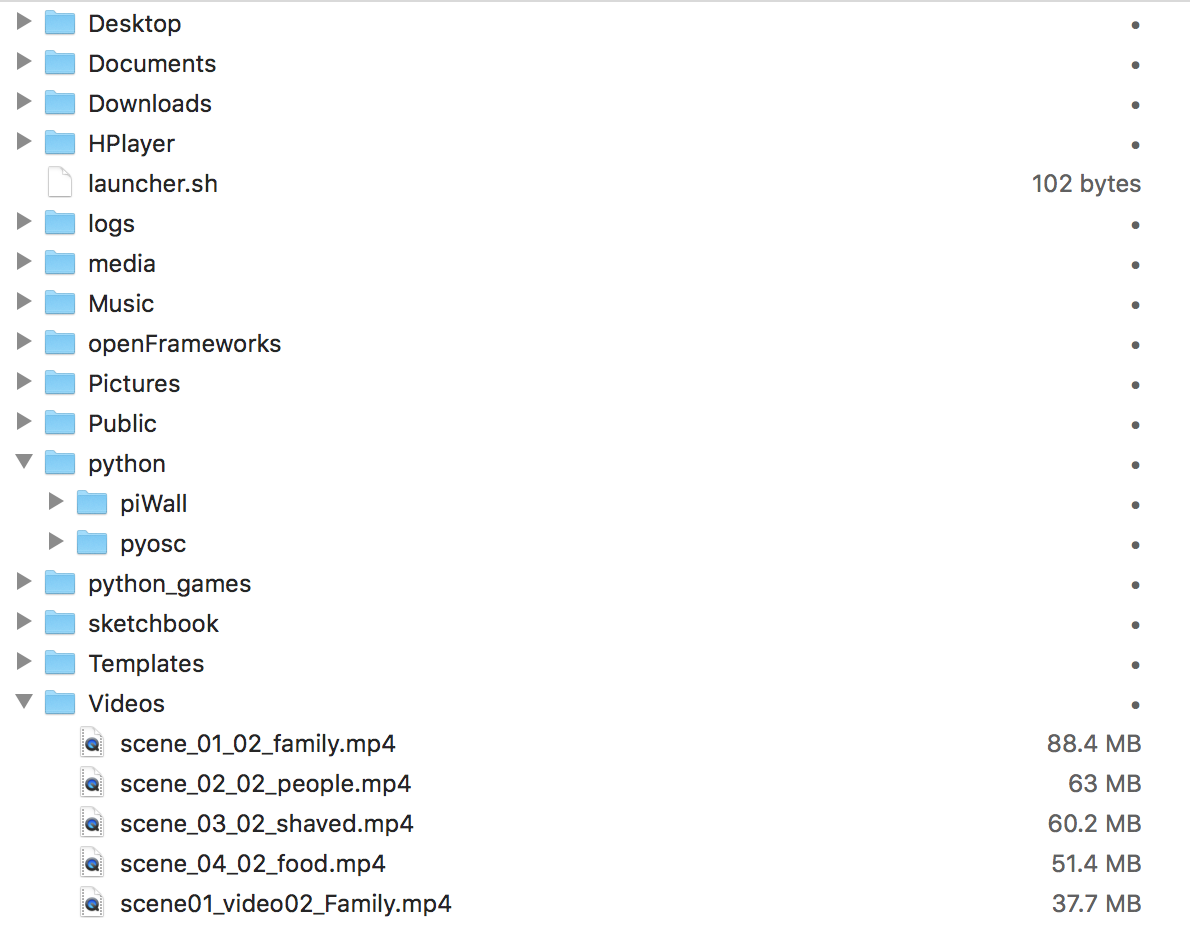 Desktop
Documents
Downloads
HPlayer
launcher.sh 102 bytes
logs
media
Music
openFrameworks
Pictures
Public
python
piWall
pyosc
python_games
sketchbook
Templates
Videos
scene_01_02_family.mp4 88.4 MB
scene_02_02_people.mp4 63 MB
scene_03_02_shaved.mp4 60.2 MB
scene_04_02_food.mp4 51.4 MB
scene01_video02_Family.mp4 37.7 MB